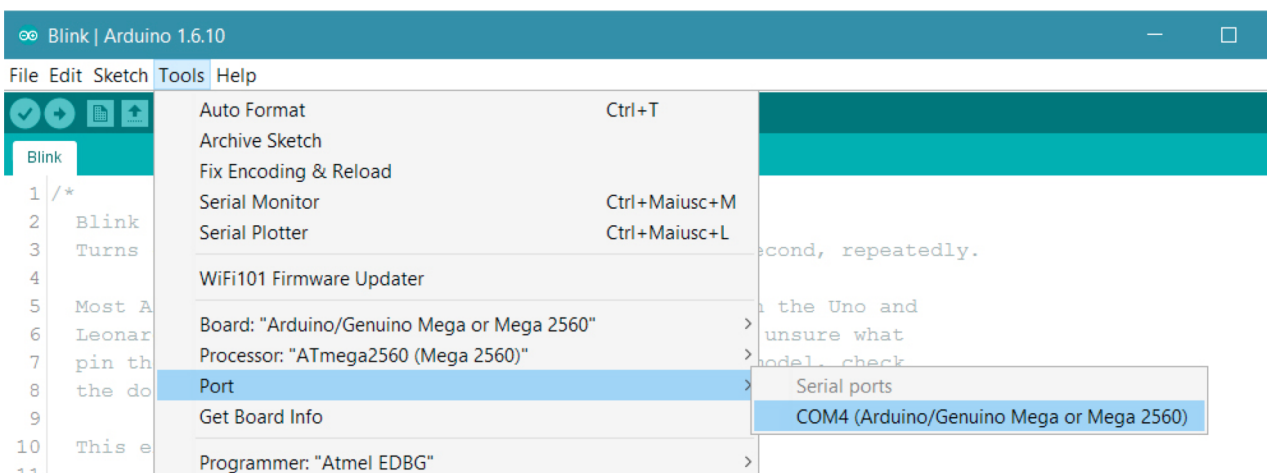 Blink | Arduino 1.6.10
File Edit Sketch Tools Help
Auto Format Ctrl+T
Archive Sketch
Fix Encoding & Reload
Serial Monitor Ctrl+Maiusc+M
Serial Plotter Ctrl+Maiusc+L
WiFi101 Firmware Updater
Board: "Arduino/Genuino Mega or Mega 2560"
Processor: "ATmega2560 (Mega 2560)"
Port
Get Board Info
Programmer: "Atmel EDBG"
Serial ports
COM4 (Arduino/Genuino Mega or Mega 2560)
Blink
1 /*
2 Blink
3 Turns econd, repeatedly.
4
5 Most A the Uno and
6 Leonar unsure what
7 pin th model, check
8 the do
9
10 This e